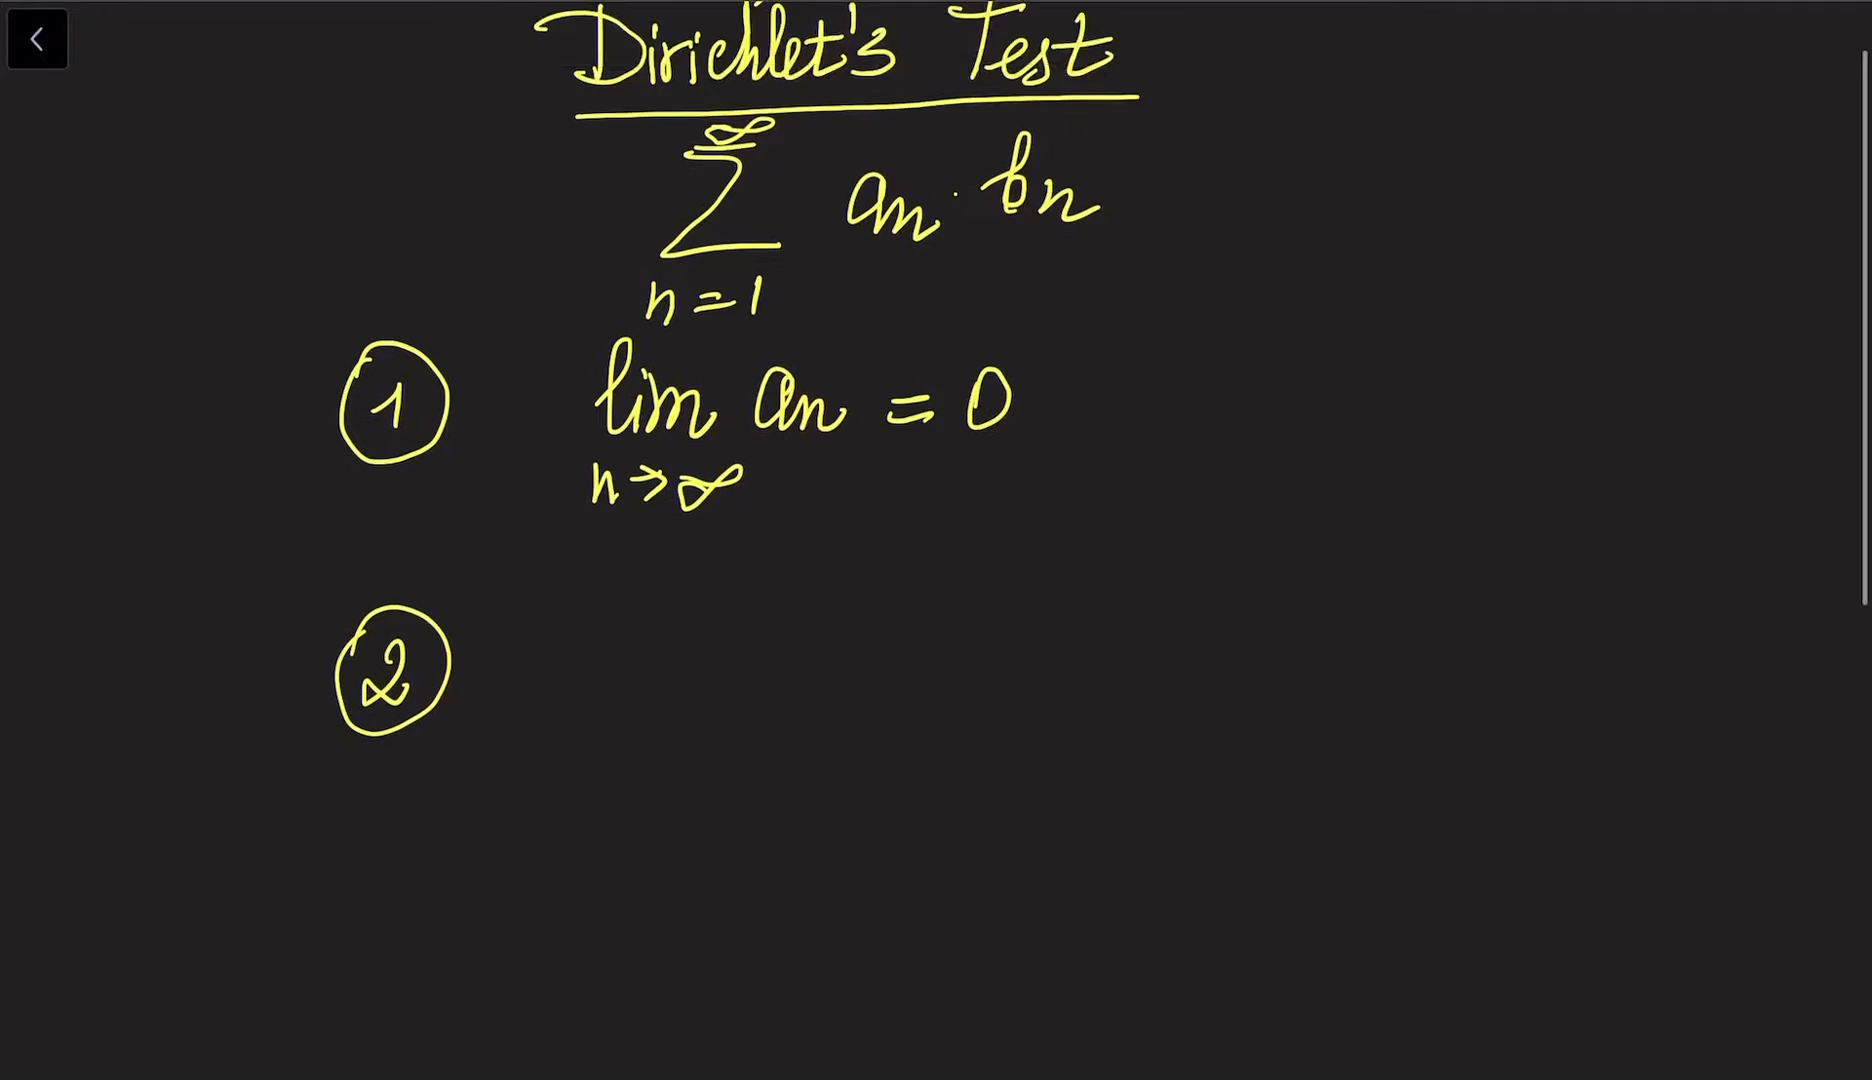 Dirichlet's Test
∞
∑ an · bn
n = 1
① lim an = 0
n → ∞
②